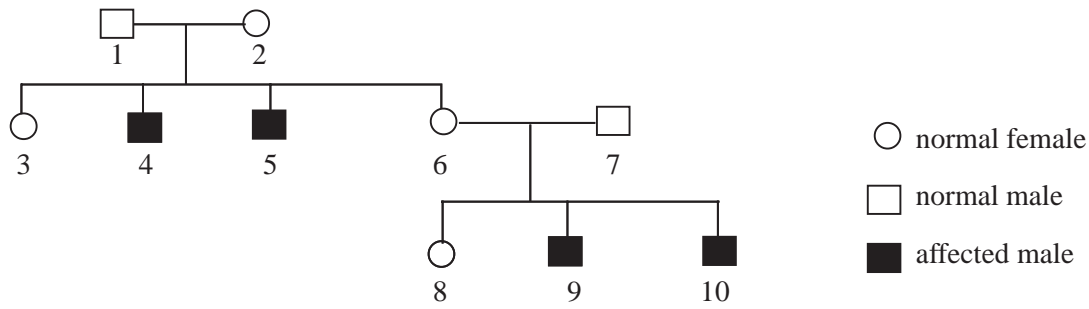 1 2
3 4 5 6 7
8 9 10
normal female
normal male
affected male